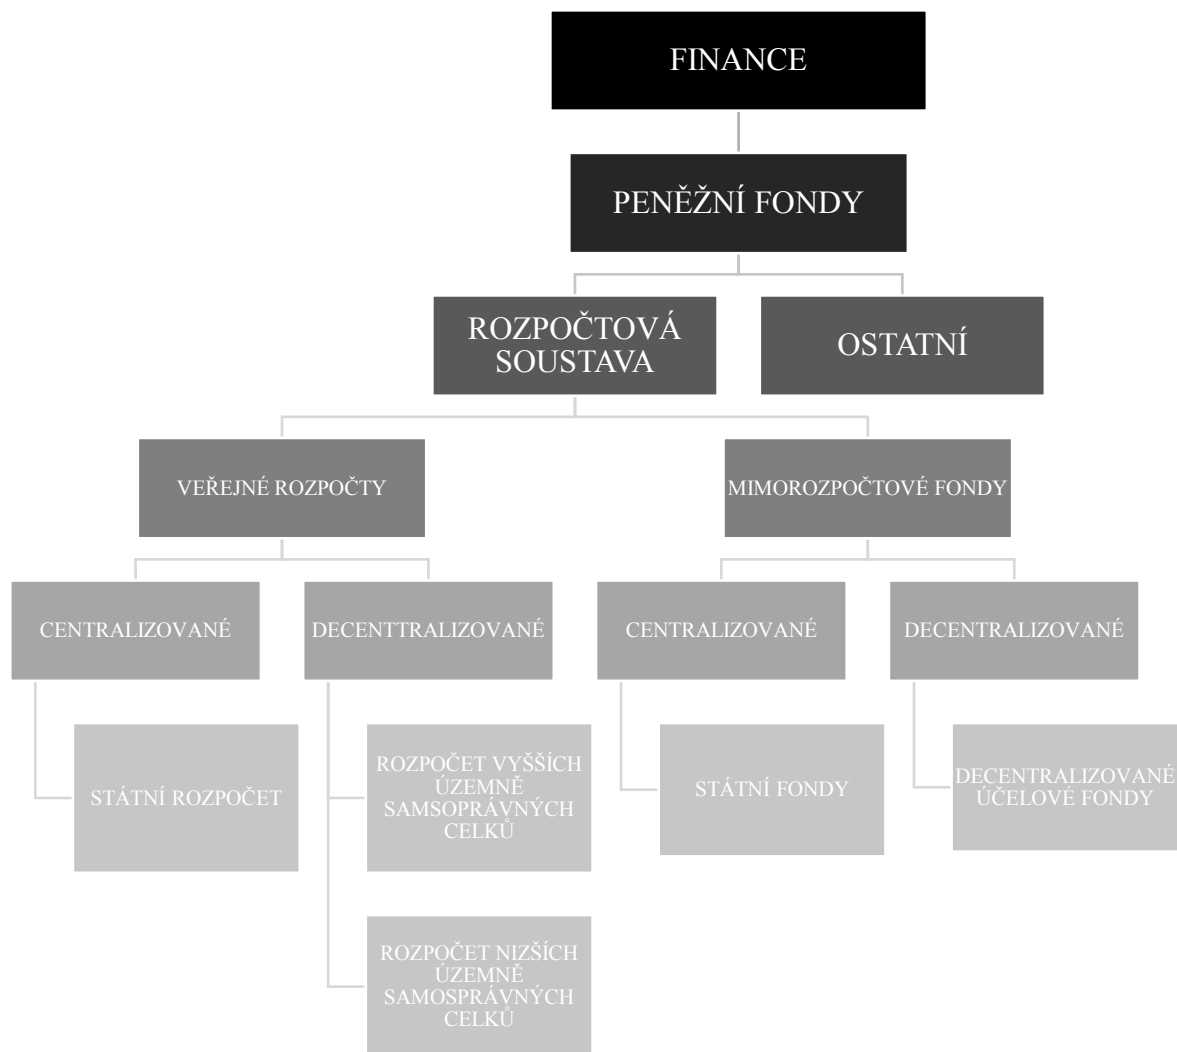 FINANCE
PENĚŽNÍ FONDY
ROZPOČTOVÁ
SOUSTAVA
OSTATNÍ
VEŘEJNÉ ROZPOČTY
MIMOROZPOČTOVÉ FONDY
CENTRALIZOVANÉ
DECENTTRALIZOVANÉ
CENTRALIZOVANÉ
DECENTRALIZOVANÉ
STÁTNÍ ROZPOČET
ROZPOČET VYŠŠÍCH
ÚZEMNĚ
SAMSOPRÁVNÝCH
CELKŮ
STÁTNÍ FONDY
DECENTRALIZOVANÉ
ÚČELOVÉ FONDY
ROZPOČET NIZŠÍCH
ÚZEMNĚ
SAMOSPRÁVNÝCH
CELKŮ